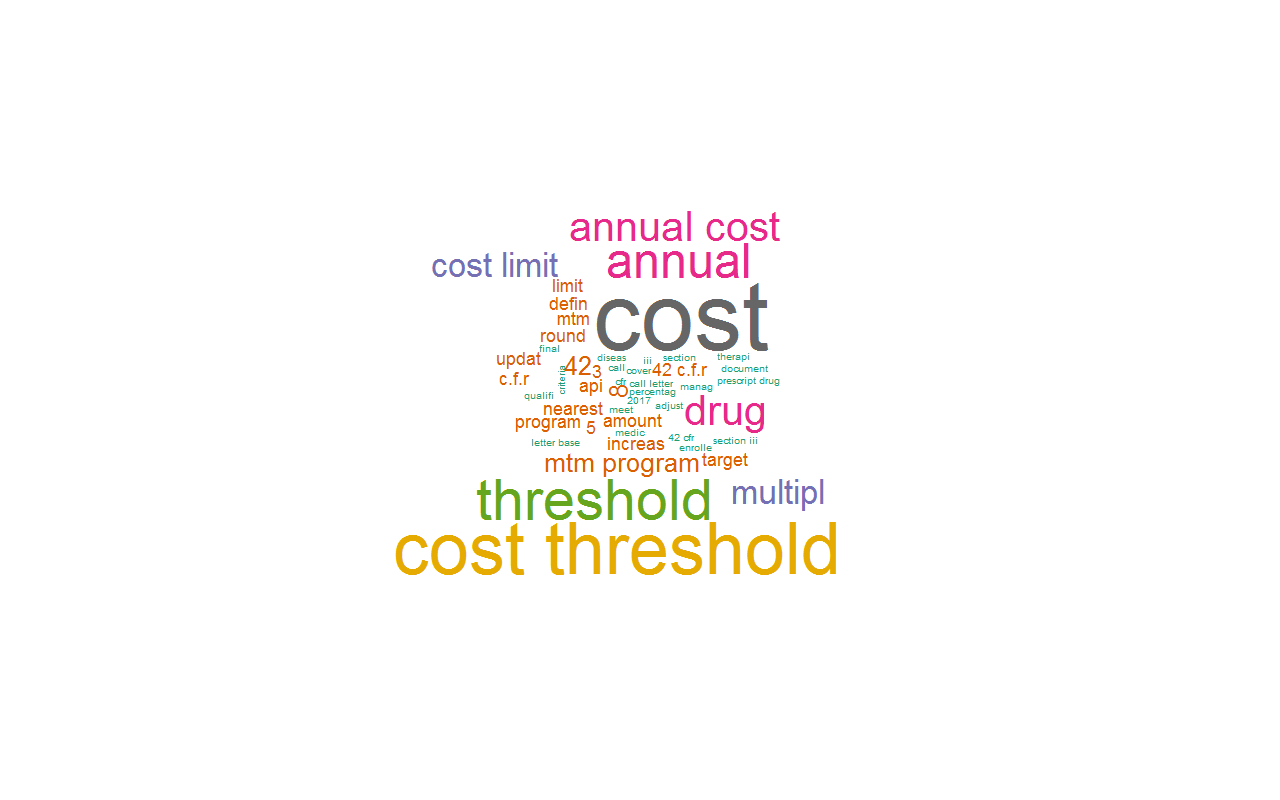 annual cost
annual
cost limit
limit
cost
defin
mtm
round
final
updat
42
3
diseas
iii
section
therapi
call
cover
42 c.f.r
document
c.f.r
criteria
api
8
cfr
call letter
percentag
manag
prescript drug
qualifi
2017
nearest
meet
adjust
drug
program
5
amount
medic
letter base
increas
42 cfr
enrolle
section iii
mtm program
target
threshold
multipl
cost threshold